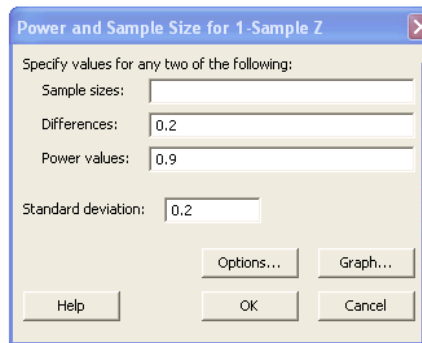 Power and Sample Size for 1-Sample Z
Specify values for any two of the following:
Sample sizes:
Differences: 0.2
Power values: 0.9
Standard deviation: 0.2
Options... Graph...
Help OK Cancel